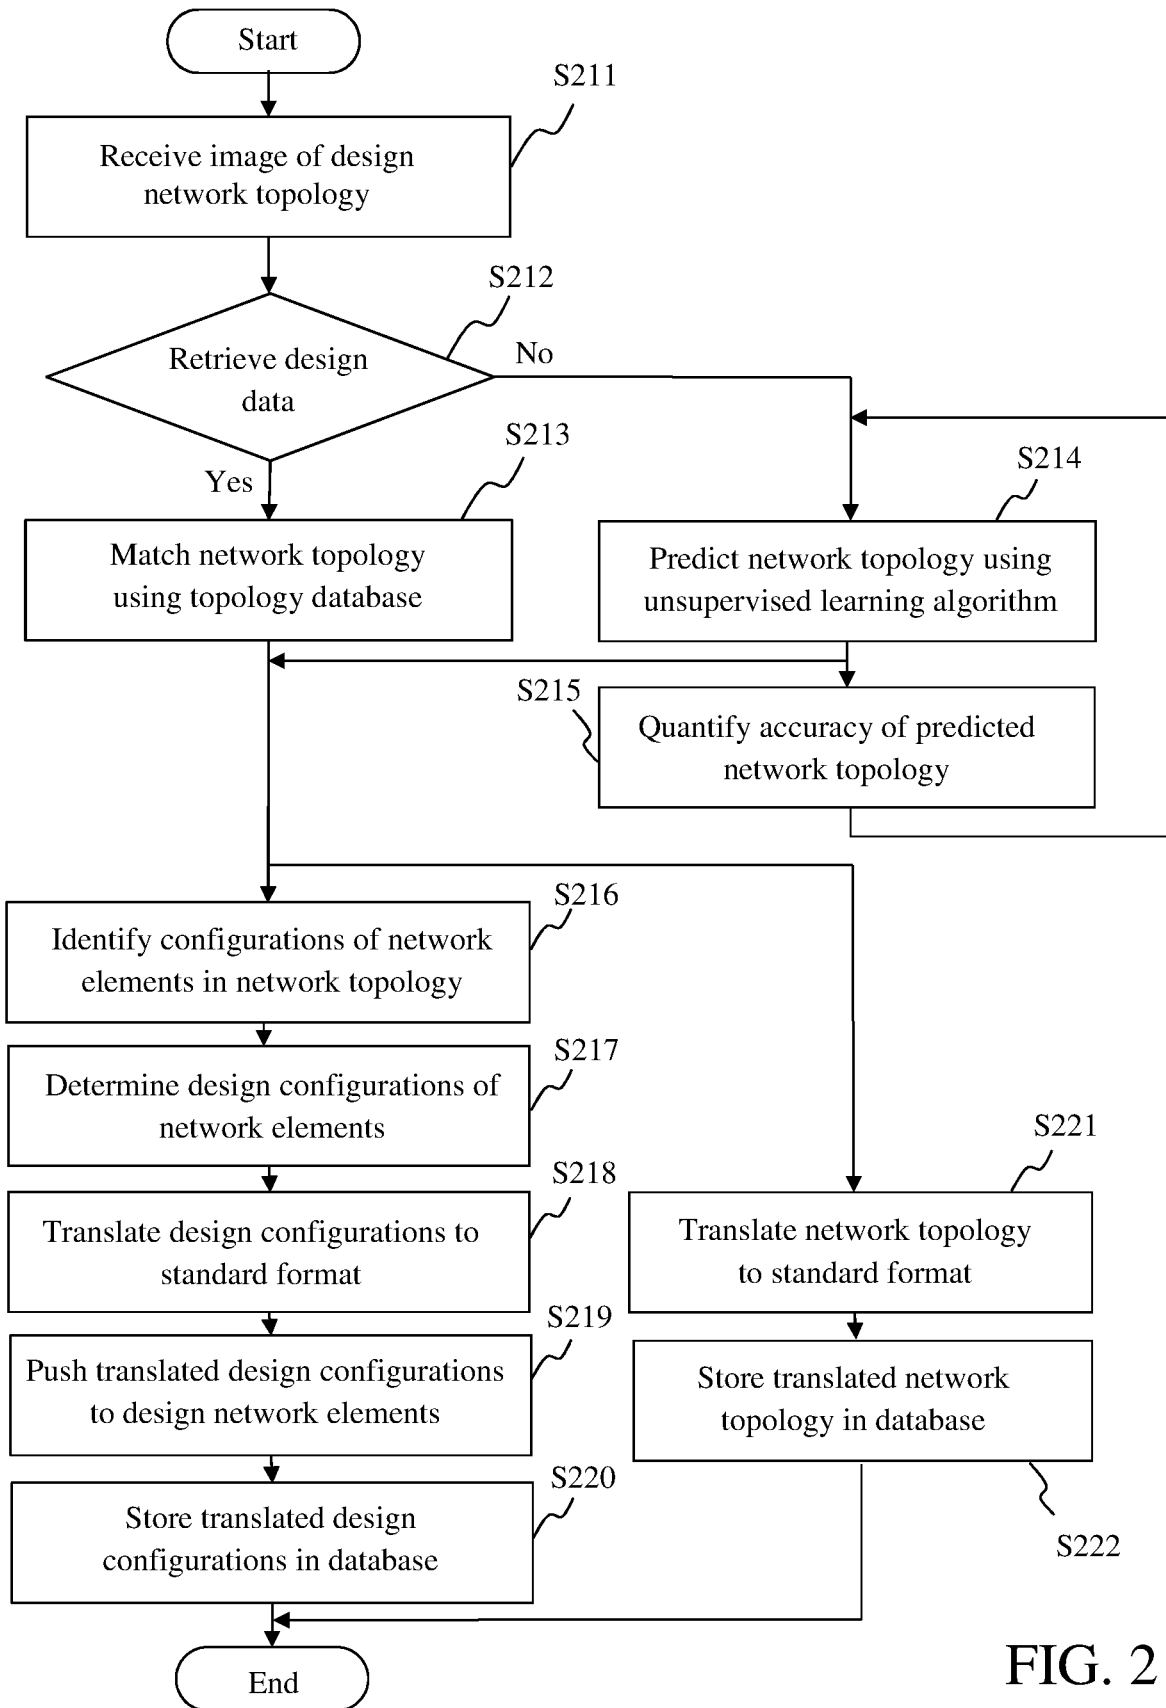 Start
S211
Receive image of design
network topology
S212
Retrieve design
data
No
Yes
S213
Match network topology
using topology database
S214
Predict network topology using
unsupervised learning algorithm
S215
Quantify accuracy of predicted
network topology
S216
Identify configurations of network
elements in network topology
S217
Determine design configurations of
network elements
S218
Translate design configurations to
standard format
S219
Push translated design configurations
to design network elements
S220
Store translated design
configurations in database
S221
Translate network topology
to standard format
Store translated network
topology in database
S222
End
FIG. 2